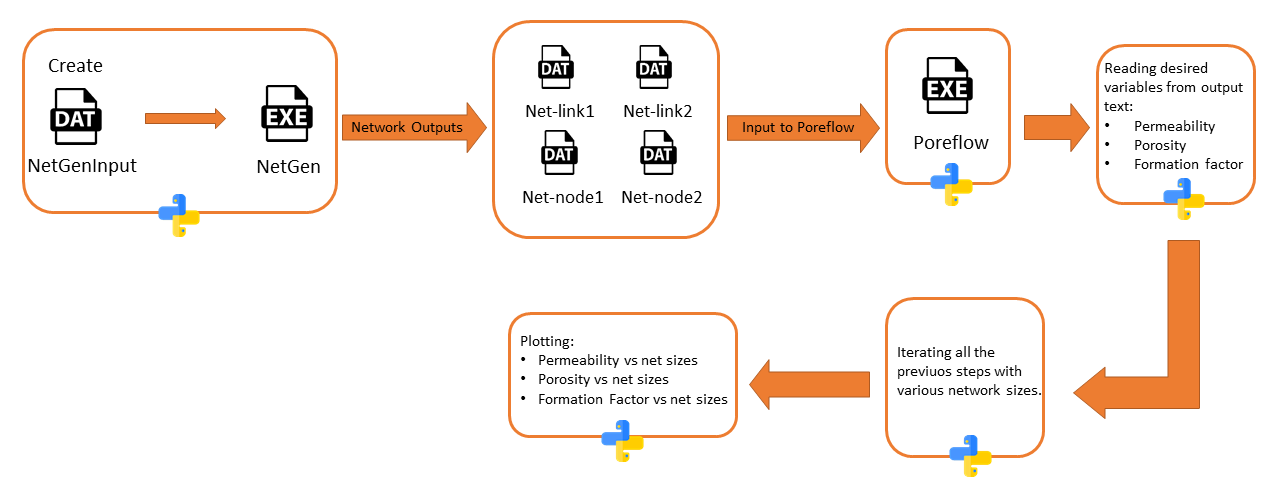 Create
DAT
NetGenInput
EXE
NetGen
Network Outputs
DAT
Net-link1
DAT
Net-link2
DAT
Net-node1
DAT
Net-node2
Input to Poreflow
EXE
Poreflow
Reading desired
variables from output
text:
• Permeability
• Porosity
• Formation factor
Iterating all the
previuos steps with
various network sizes.
Plotting:
• Permeability vs net sizes
• Porosity vs net sizes
• Formation Factor vs net sizes